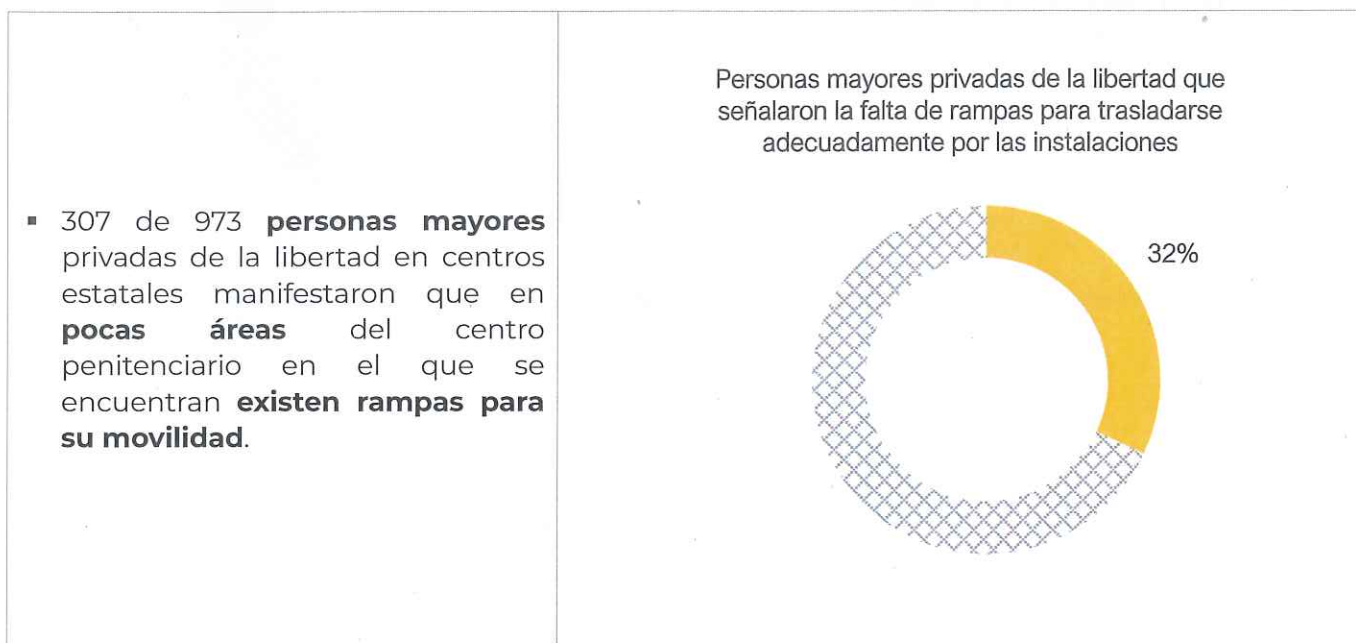 Personas mayores privadas de la libertad que
señalaron la falta de rampas para trasladarse
adecuadamente por las instalaciones
▪ 307 de 973 personas mayores
privadas de la libertad en centros
estatales manifestaron que en
pocas áreas del centro
penitenciario en el que se
encuentran existen rampas para
su movilidad.
32%